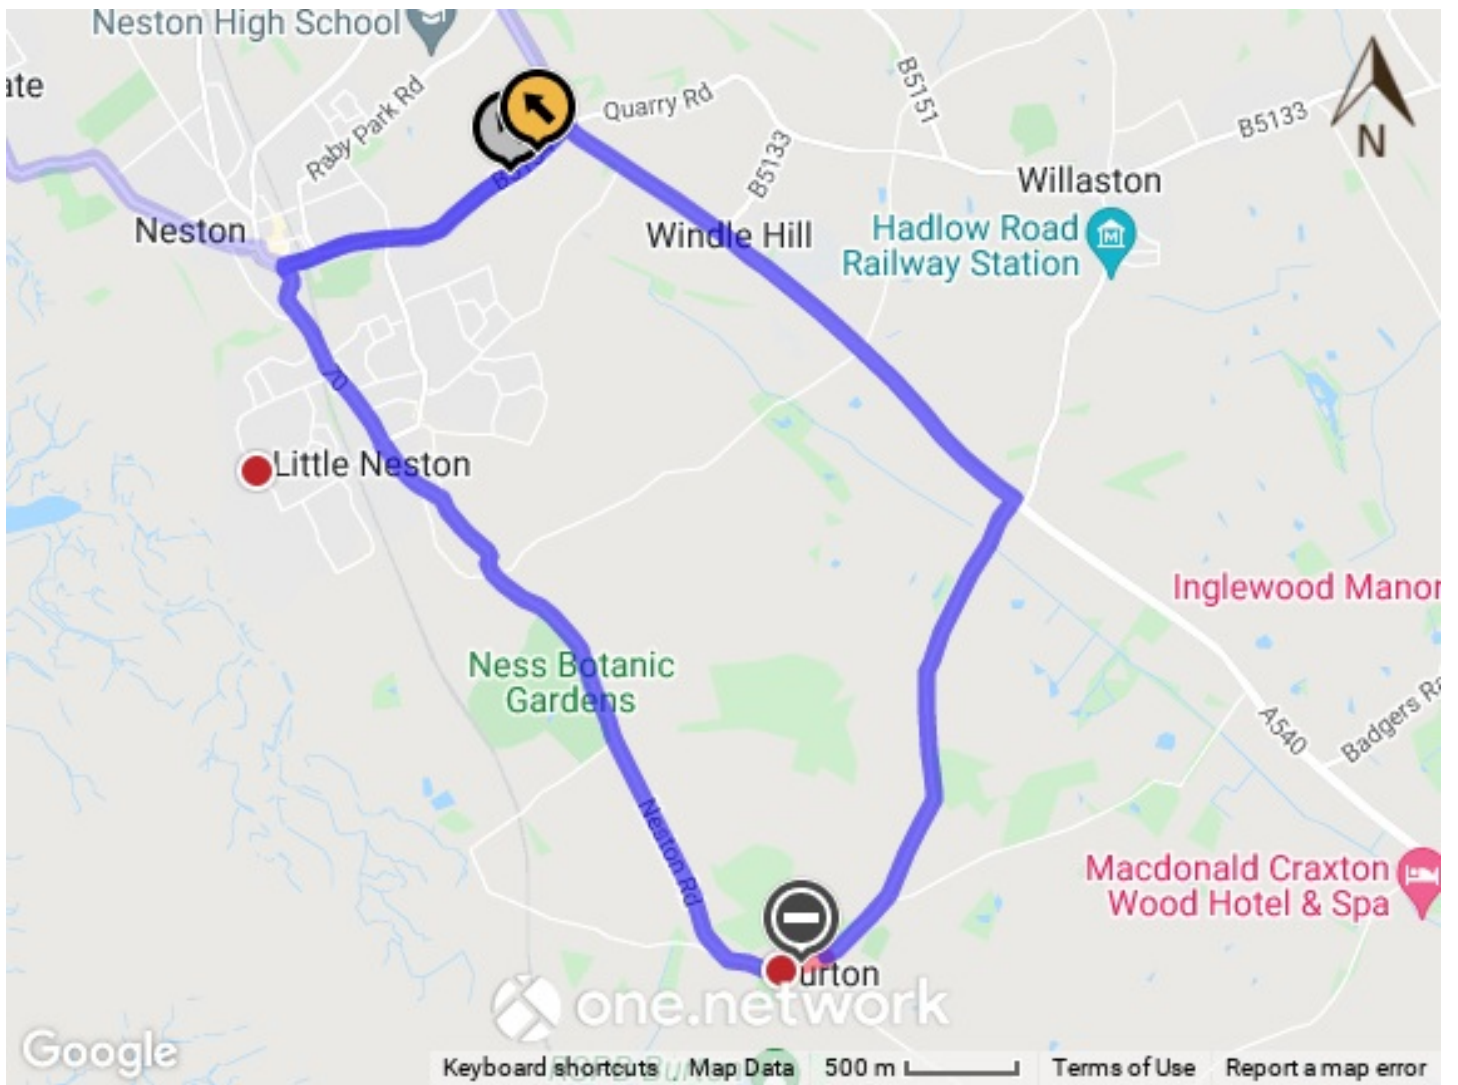 Neston High School
ate
Raby Park Rd
Quarry Rd
B5151
B5133
B5133
N
Willaston
Neston
Windle Hill
Hadlow Road
Railway Station
Little Neston
Inglewood Manor
Ness Botanic
Gardens
A540
Badgers Ra
Neston Rd
Macdonald Craxton
Wood Hotel & Spa
urton
one.network
Google
Keyboard shortcuts
Map Data
500 m
Terms of Use
Report a map error